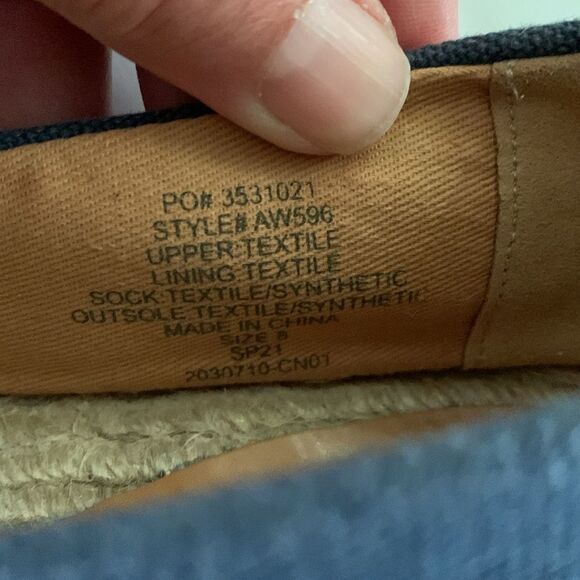 PO# 3531021
STYLE# AW596
UPPER:TEXTILE
LINING:TEXTILE
SOCK:TEXTILE/SYNTHETIC
OUTSOLE:TEXTILE/SYNTHETIC
MADE IN CHINA
SIZE 8
SP21
2030710-CN01